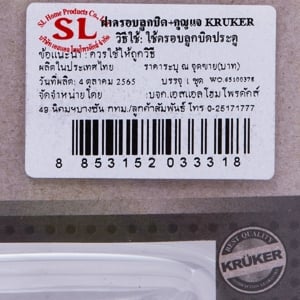 SL Home Products Co.
SL
ฝาครอบลูกบิด+กุญแจ KRUKER
วิธีใช้: ใช้ครอบลูกบิดประตู
ข้อแนะนำ : ควรใช้ให้ถูกวิธี
ผลิตในประเทศไทย ราคาระบุ ณ จุดขาย(บาท)
วันที่ผลิต: 4 ตุลาคม 2565 บรรจุ 1 ชุด WO.65100378
จัดจำหน่ายโดย : บจก.เอสแอลโฮม โพรดักส์
49 นิคมฯบางชัน กทม./ลูกค้าสัมพันธ์ โทร 0-25171777
8 853152 033318
BEST QUALITY
KRÜKER